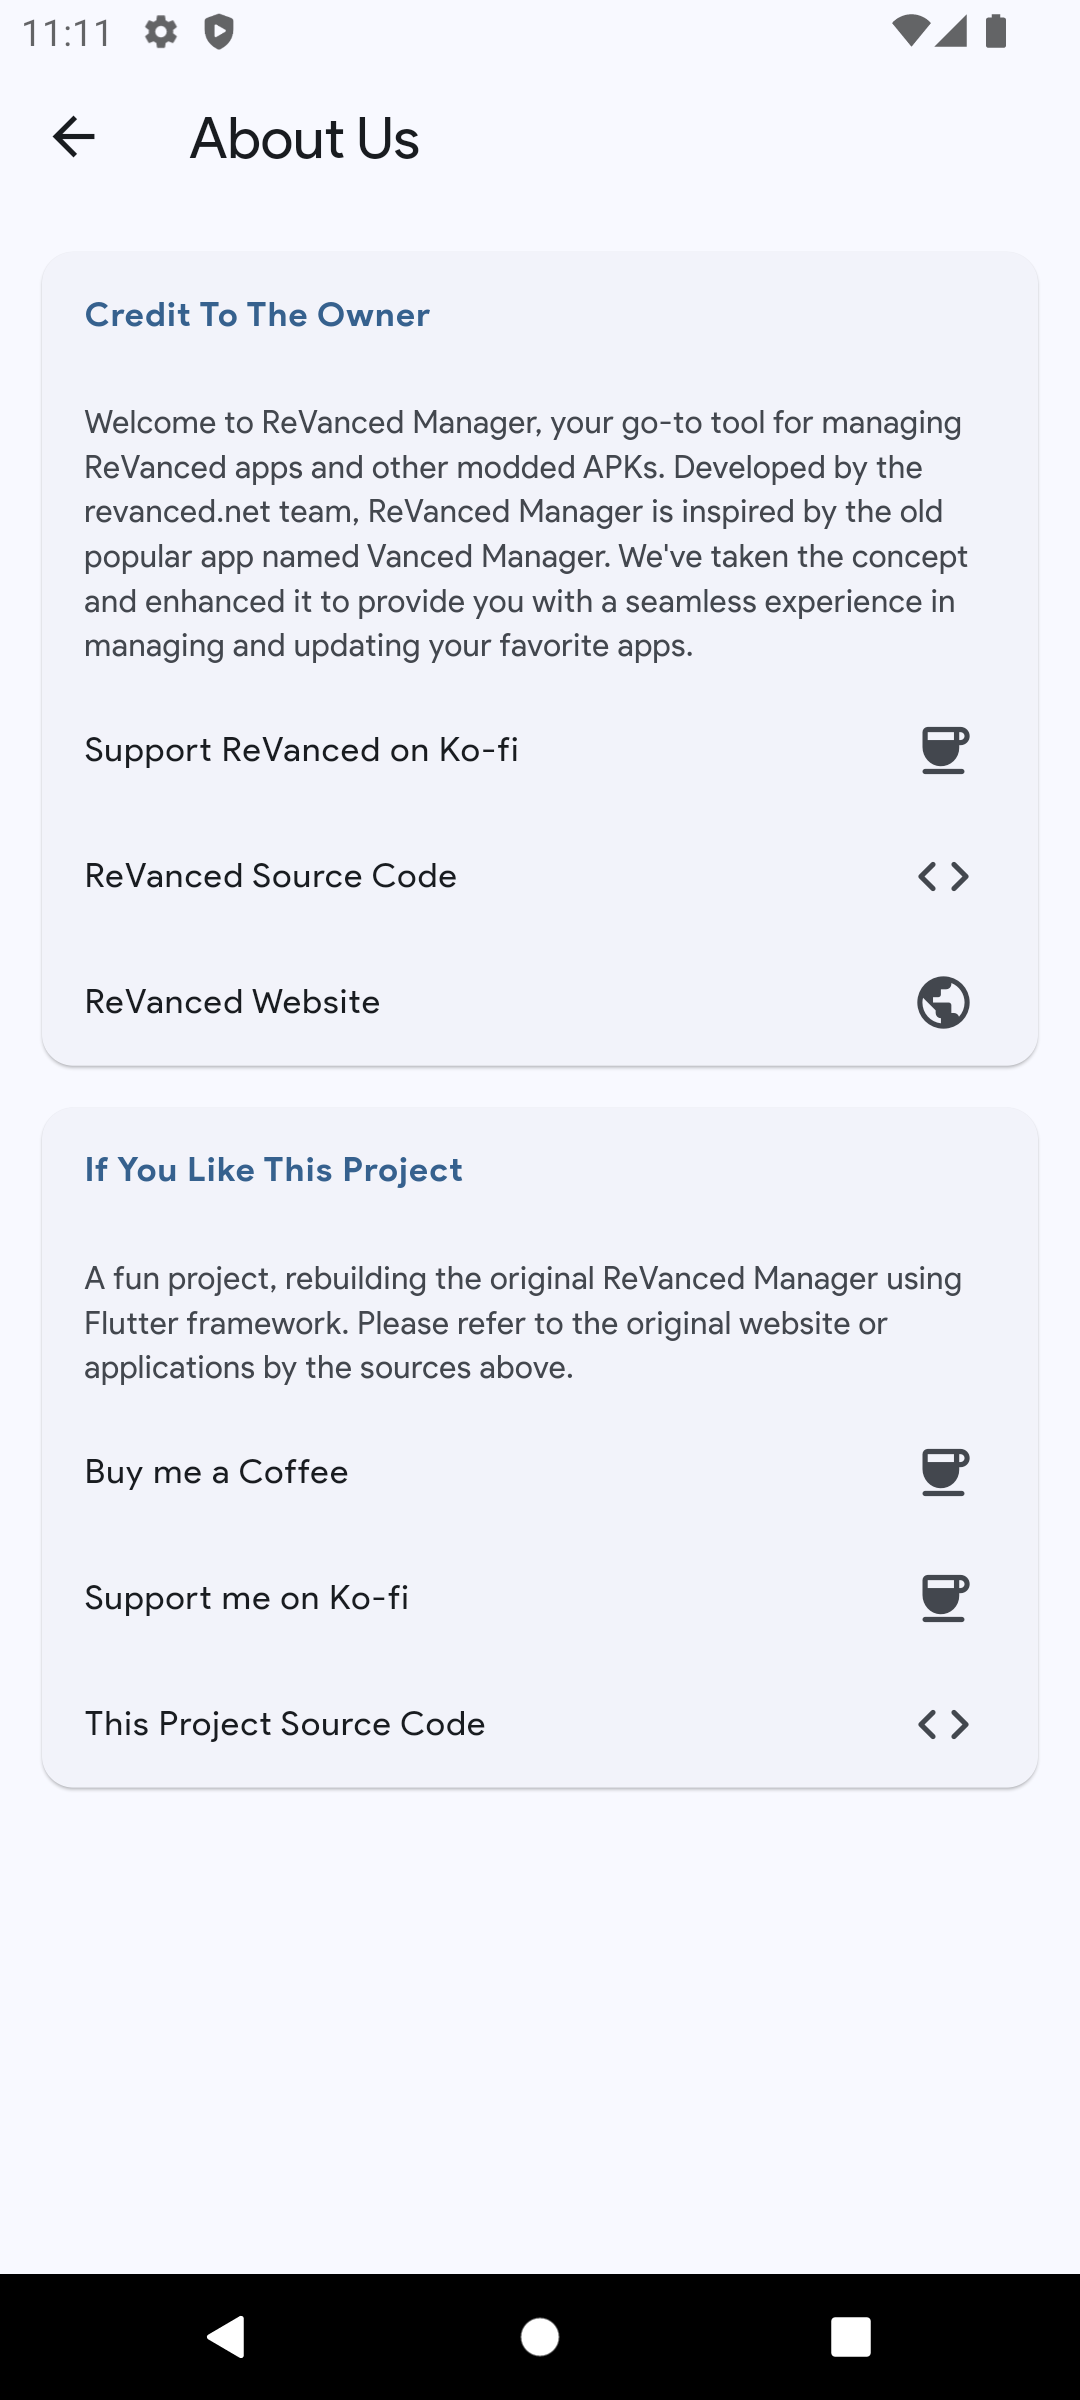 11:11
About Us
Credit To The Owner
Welcome to ReVanced Manager, your go-to tool for managing
ReVanced apps and other modded APKs. Developed by the
revanced.net team, ReVanced Manager is inspired by the old
popular app named Vanced Manager. We've taken the concept
and enhanced it to provide you with a seamless experience in
managing and updating your favorite apps.
Support ReVanced on Ko-fi
ReVanced Source Code
ReVanced Website
If You Like This Project
A fun project, rebuilding the original ReVanced Manager using
Flutter framework. Please refer to the original website or
applications by the sources above.
Buy me a Coffee
Support me on Ko-fi
This Project Source Code